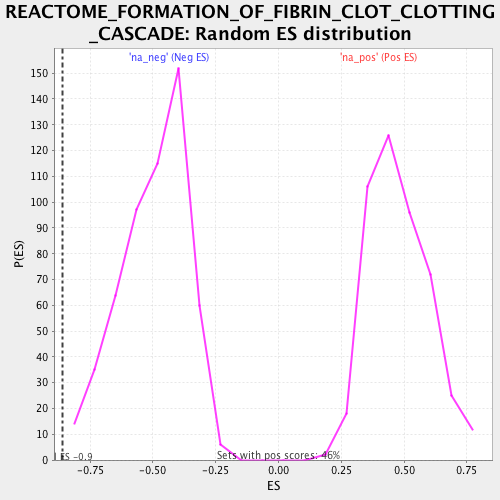 REACTOME_FORMATION_OF_FIBRIN_CLOT_CLOTTING
_CASCADE: Random ES distribution
'na_neg' (Neg ES)
'na_pos' (Pos ES)
150
140
130
120
110
100
90
80
70
60
50
40
30
20
10
0
P(ES)
ES -0.9
Sets with pos scores: 46%
-0.75
-0.50
-0.25
0.00
0.25
0.50
0.75
ES